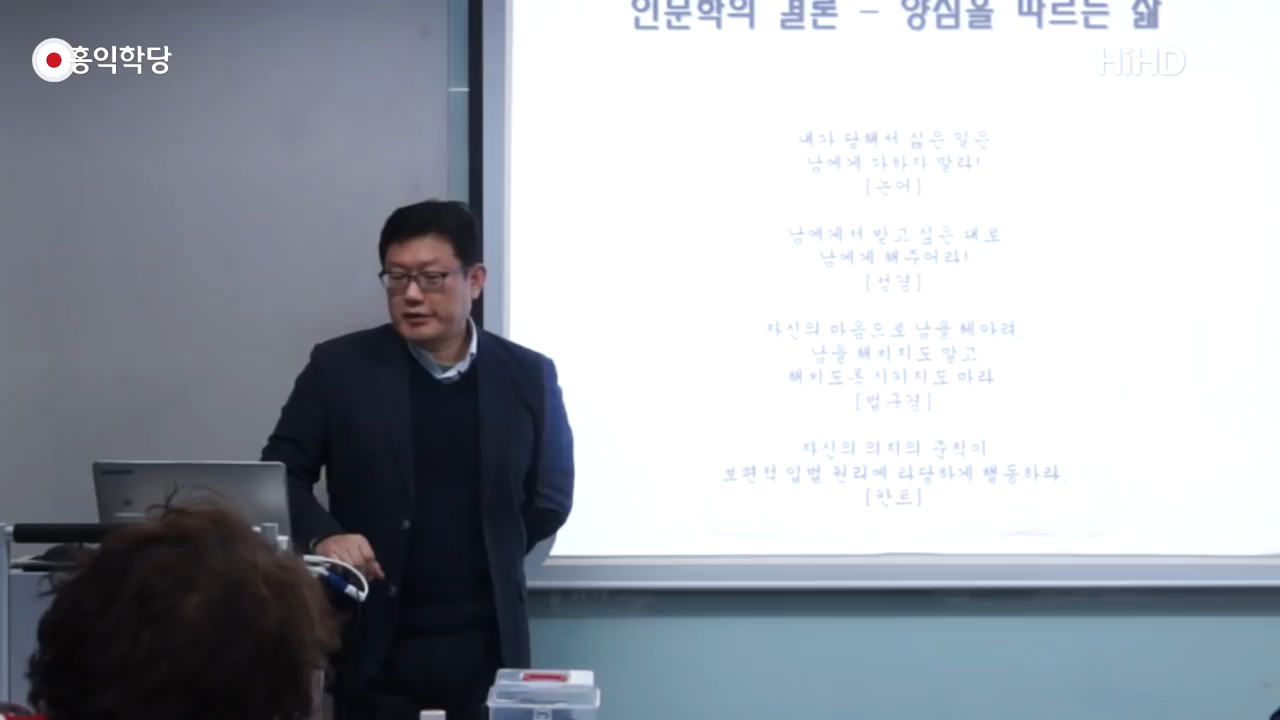 인문학의 결론 - 양심을 따르는 삶
홍익학당
HiHD
내가 당해서 싫은 일은
남에게 가하지 말라!
[논어]
남에게서 받고 싶은 대로
남에게 해주어라!
[성경]
자신의 마음으로 남을 헤아려,
남을 해치지도 말고
해치도록 시키지도 마라.
[법구경]
자신의 의지의 준칙이
보편적 입법 원리에 타당하게 행동하라.
[칸트]